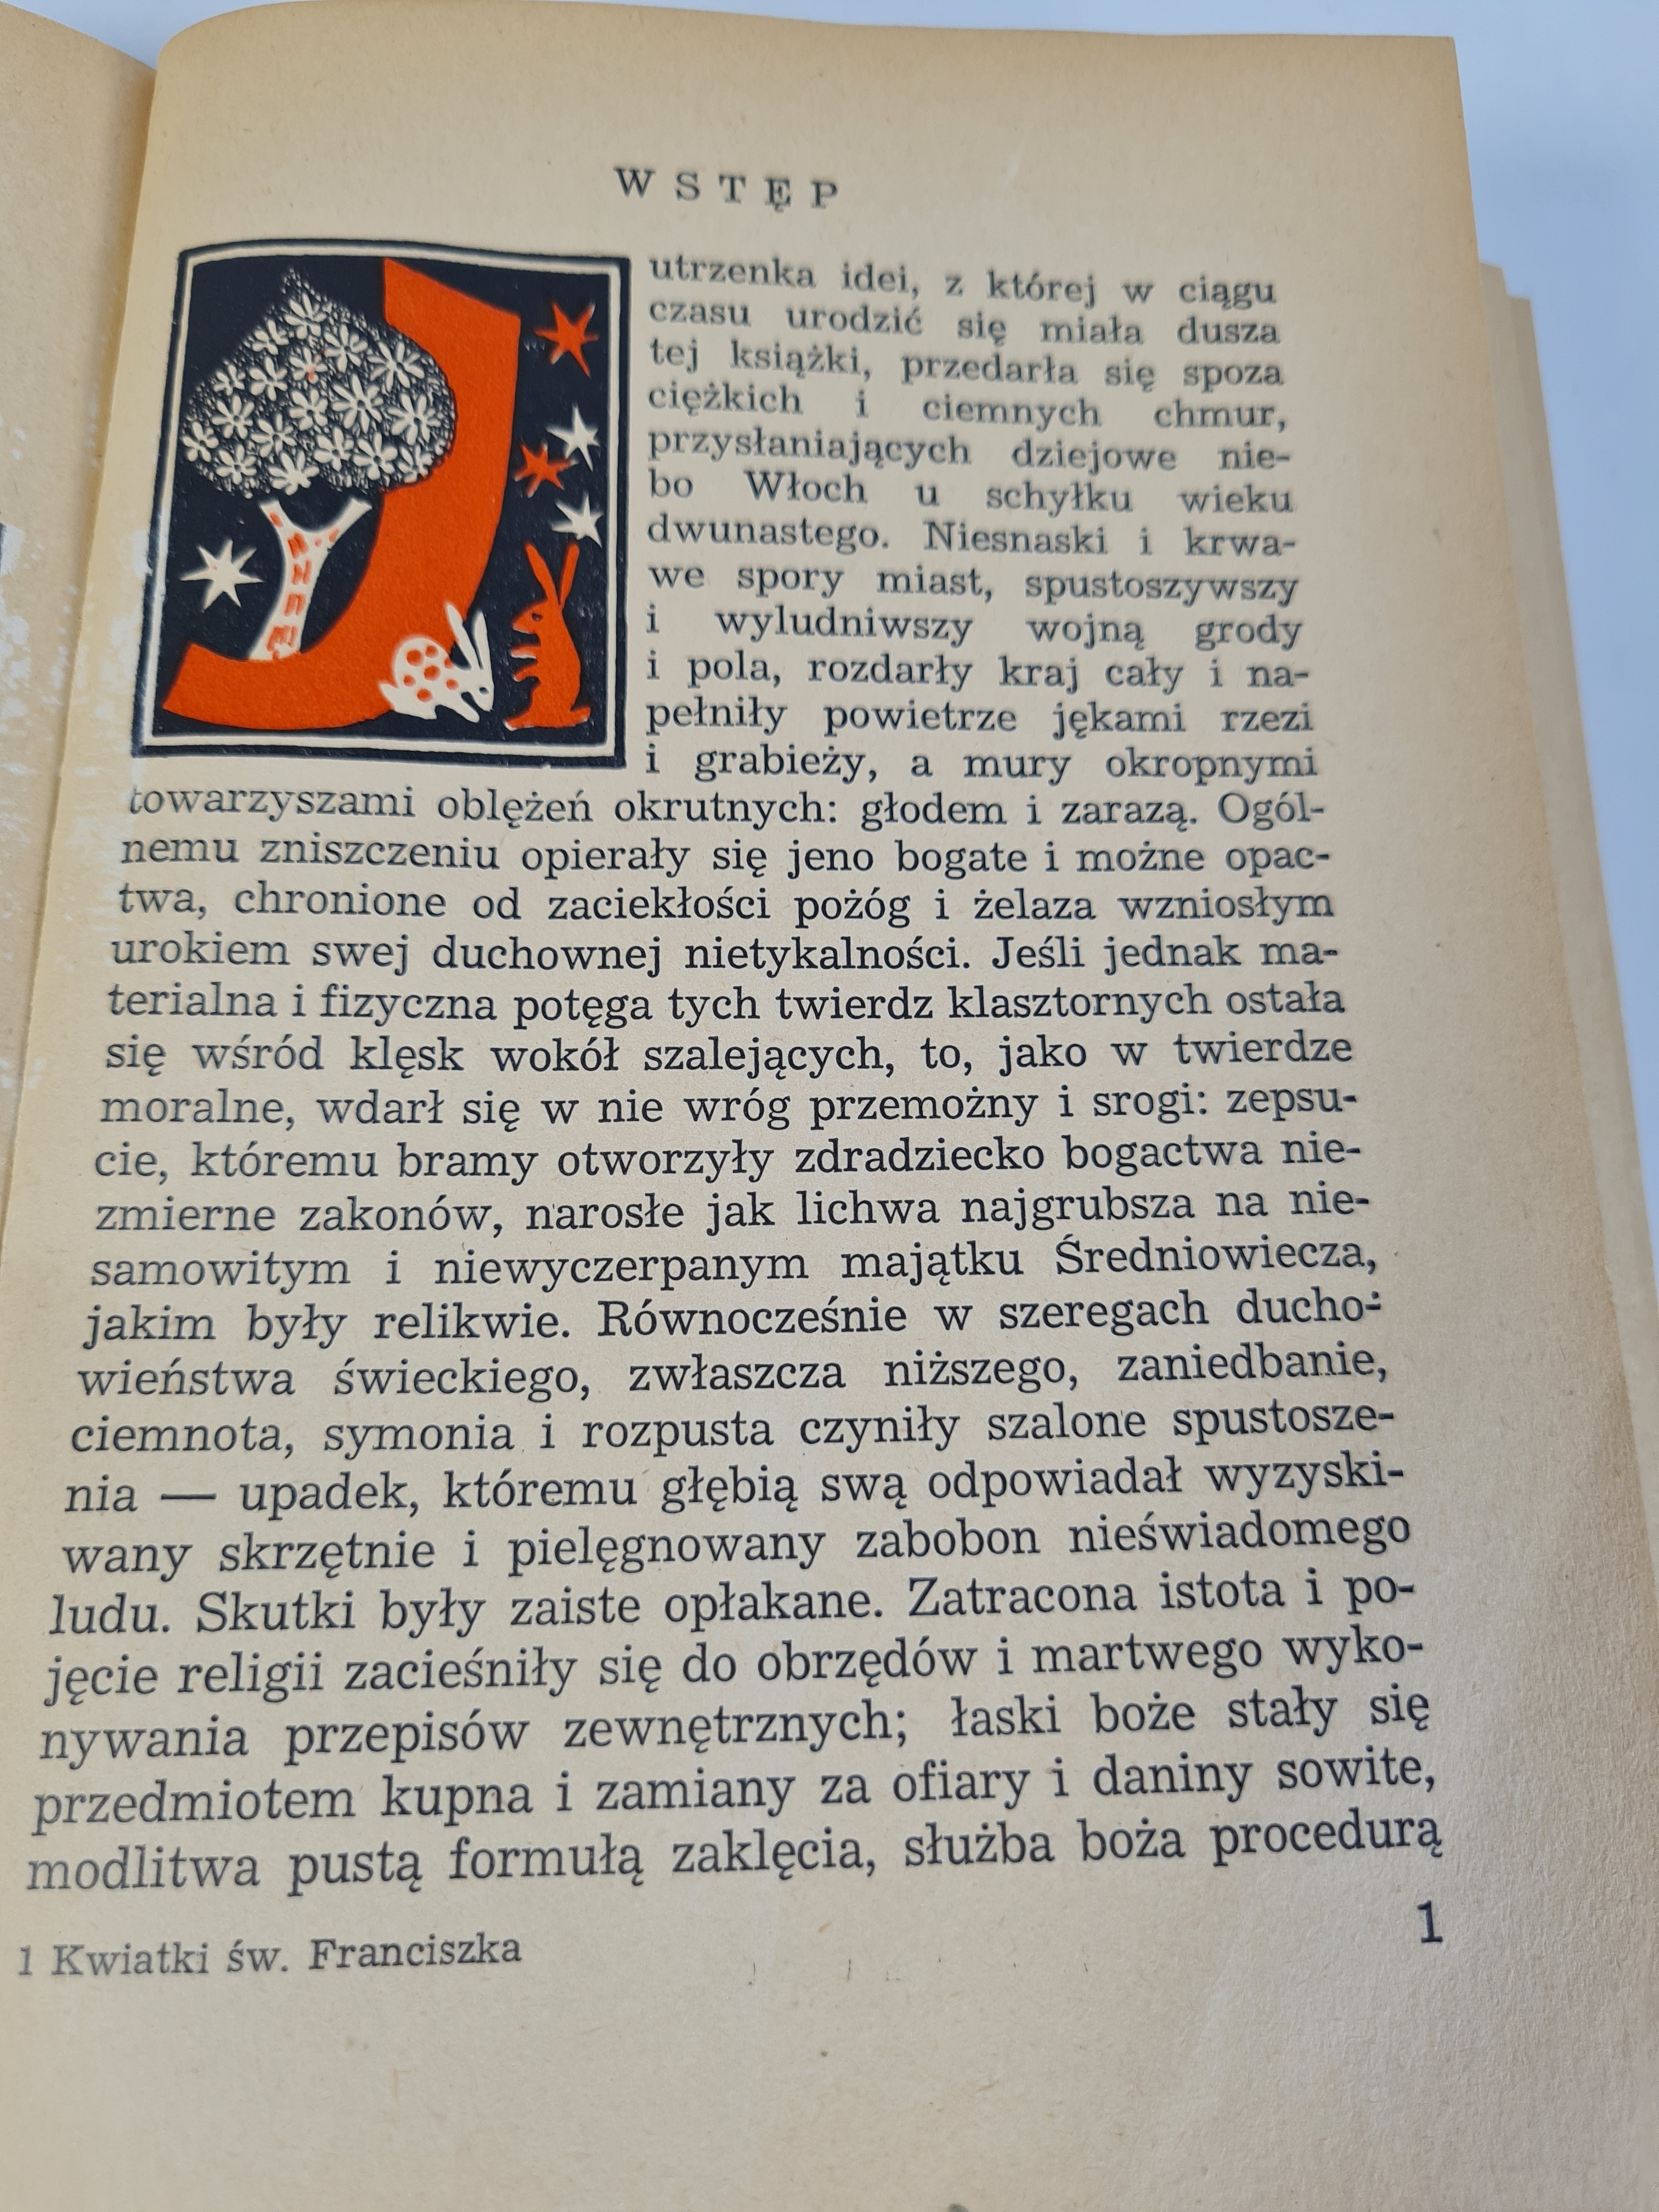 WSTĘP
Jutrzenka idei, z której w ciągu
czasu urodzić się miała dusza
tej książki, przedarła się spoza
ciężkich i ciemnych chmur,
przysłaniających dziejowe nie-
bo Włoch u schyłku wieku
dwunastego. Niesnaski i krwa-
we spory miast, spustoszywszy
i wyludniwszy wojną grody
i pola, rozdarły kraj cały i na-
pełniły powietrze jękami rzezi
i grabieży, a mury okropnymi
towarzyszami oblężeń okrutnych: głodem i zarazą. Ogól-
nemu zniszczeniu opierały się jeno bogate i możne opac-
twa, chronione od zaciekłości pożóg i żelaza wzniosłym
urokiem swej duchownej nietykalności. Jeśli jednak ma-
terialna i fizyczna potęga tych twierdz klasztornych ostała
się wśród klęsk wokół szalejących, to, jako w twierdze
moralne, wdarł się w nie wróg przemożny i srogi: zepsu-
cie, któremu bramy otworzyły zdradziecko bogactwa nie-
zmierne zakonów, narosłe jak lichwa najgrubsza na nie-
samowitym i niewyczerpanym majątku Średniowiecza,
jakim były relikwie. Równocześnie w szeregach ducho-
wieństwa świeckiego, zwłaszcza niższego, zaniedbanie,
ciemnota, symonia i rozpusta czyniły szalone spustosze-
nia — upadek, któremu głębią swą odpowiadał wyzyski-
wany skrzętnie i pielęgnowany zabobon nieświadomego
ludu. Skutki były zaiste opłakane. Zatracona istota i po-
jęcie religii zacieśniły się do obrzędów i martwego wyko-
nywania przepisów zewnętrznych; łaski boże stały się
przedmiotem kupna i zamiany za ofiary i daniny sowite,
modlitwa pustą formułą zaklęcia, służba boża procedurą
1 Kwiatki św. Franciszka
1